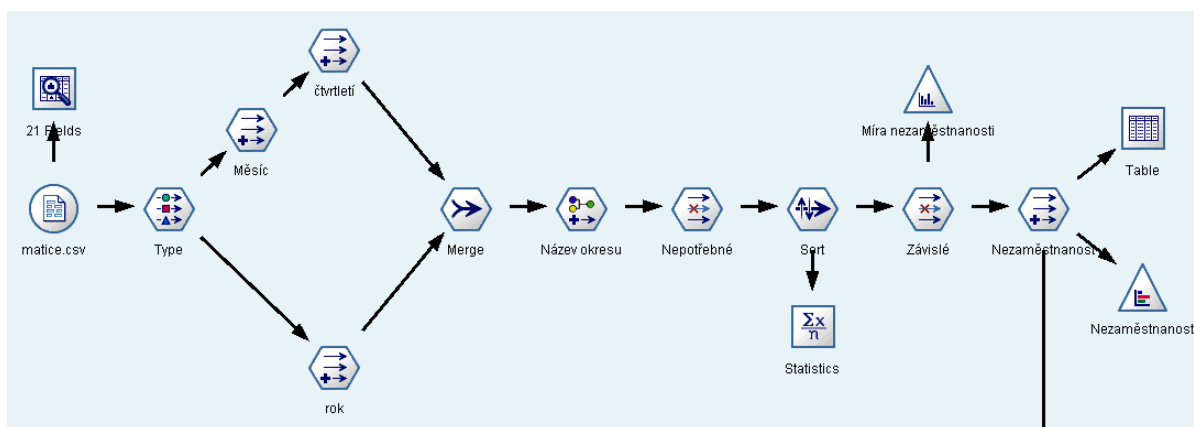 čtvrtletí
21 Fields
Míra nezaměstnanosti
Měsíc
Table
matice.csv
Type
Merge
Název okresu
Nepotřebné
Sort
Závislé
Nezaměstnanost
Nezaměstnanost
Σx
n
Statistics
rok